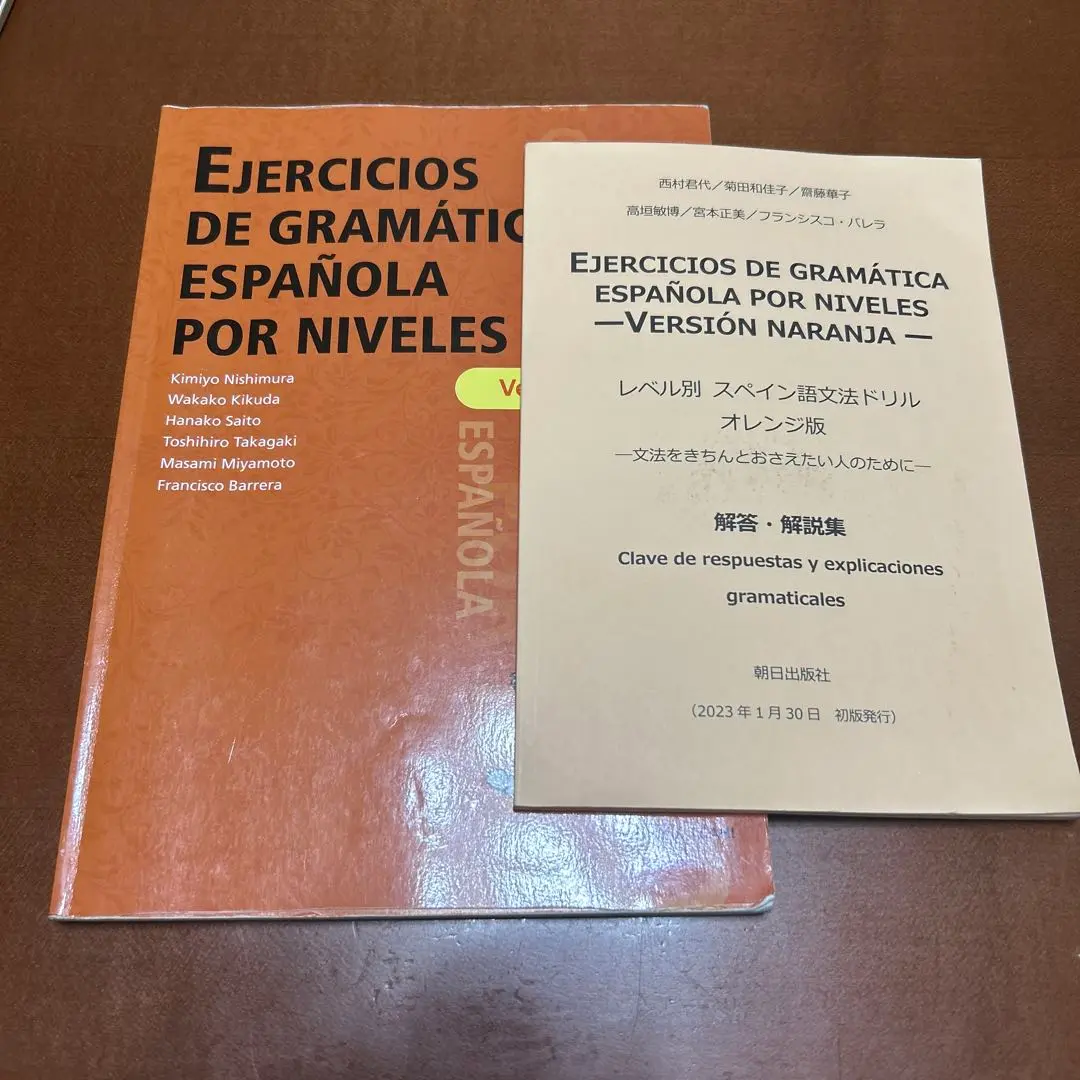 EJERCICIOS
DE GRAMÁTIC
ESPAÑOLA
POR NIVELES
Kimiyo Nishimura
Wakako Kikuda
Hanako Saito
Toshihiro Takagaki
Masami Miyamoto
Francisco Barrera
Ve
ESPAÑOLA
西村君代／菊田和佳子／齋藤華子
高垣敏博／宮本正美／フランシスコ・バレラ
EJERCICIOS DE GRAMÁTICA
ESPAÑOLA POR NIVELES
—VERSIÓN NARANJA —
レベル別 スペイン語文法ドリル
オレンジ版
—文法をきちんとおさえたい人のために—
解答・解説集
Clave de respuestas y explicaciones
gramaticales
朝日出版社
（2023年1月30日 初版発行）